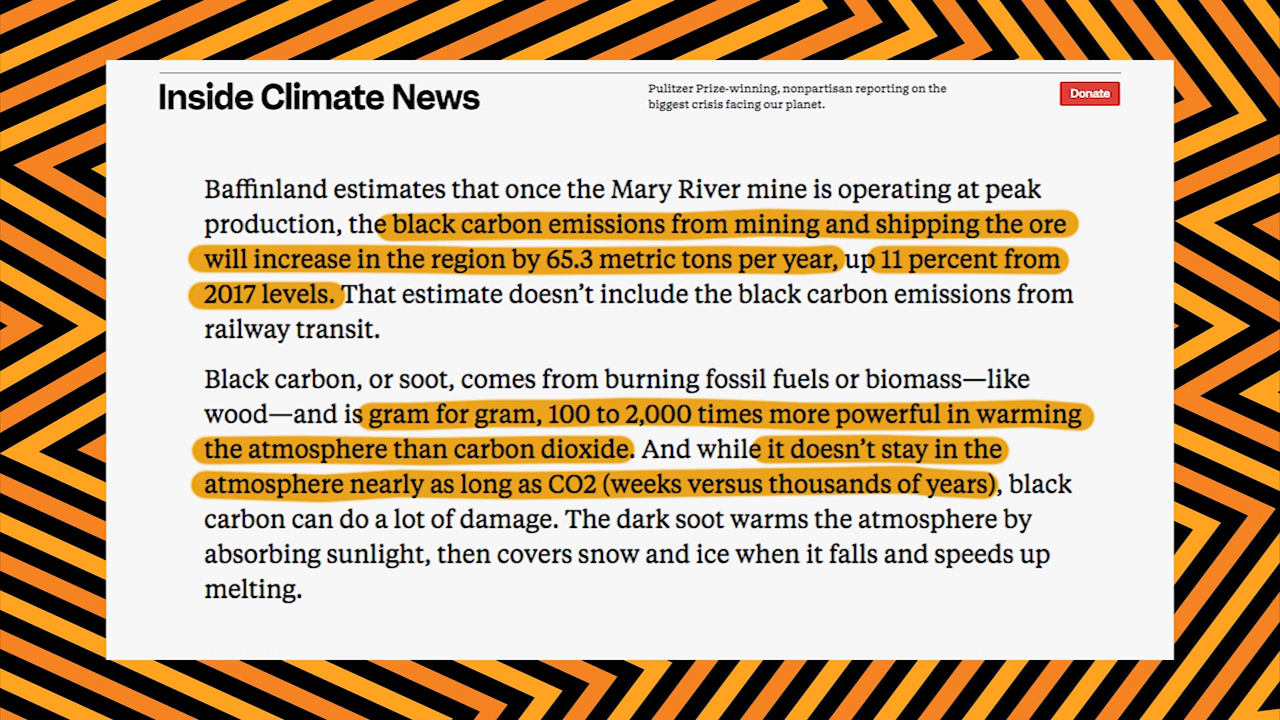 Inside Climate News
Pulitzer Prize-winning, nonpartisan reporting on the
biggest crisis facing our planet.
Donate
Baffinland estimates that once the Mary River mine is operating at peak
production, the black carbon emissions from mining and shipping the ore
will increase in the region by 65.3 metric tons per year, up 11 percent from
2017 levels. That estimate doesn’t include the black carbon emissions from
railway transit.
Black carbon, or soot, comes from burning fossil fuels or biomass—like
wood—and is gram for gram, 100 to 2,000 times more powerful in warming
the atmosphere than carbon dioxide. And while it doesn’t stay in the
atmosphere nearly as long as CO2 (weeks versus thousands of years), black
carbon can do a lot of damage. The dark soot warms the atmosphere by
absorbing sunlight, then covers snow and ice when it falls and speeds up
melting.